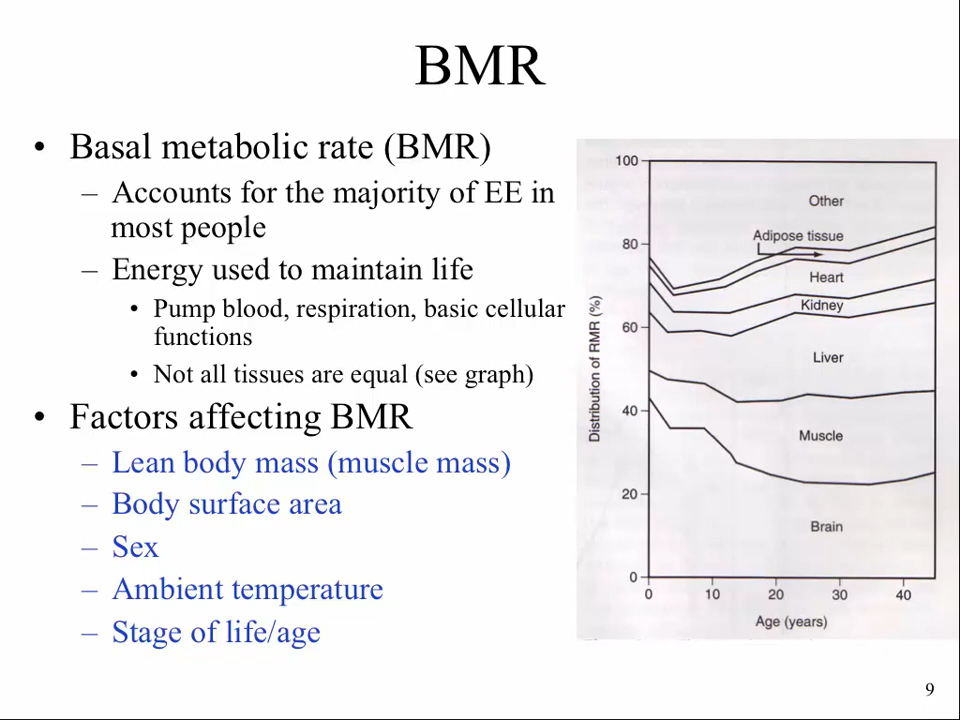 BMR
• Basal metabolic rate (BMR)
– Accounts for the majority of EE in
most people
– Energy used to maintain life
• Pump blood, respiration, basic cellular
functions
• Not all tissues are equal (see graph)
• Factors affecting BMR
– Lean body mass (muscle mass)
– Body surface area
– Sex
– Ambient temperature
– Stage of life/age
100
80
60
40
20
0
Distribution of RMR (%)
Other
Adipose tissue
Heart
Kidney
Liver
Muscle
Brain
0 10 20 30 40
Age (years)
9